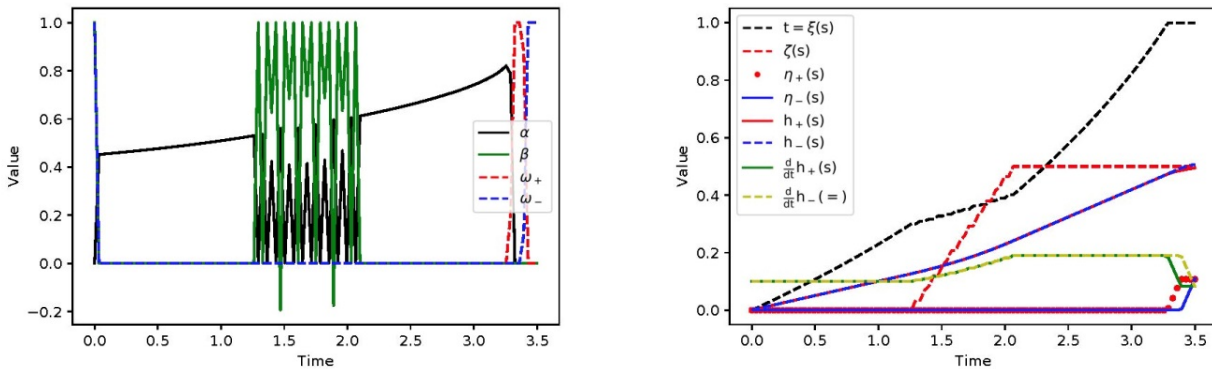 1.0
0.8
0.6
0.4
0.2
0.0
−0.2
Value
0.0 0.5 1.0 1.5 2.0 2.5 3.0 3.5
Time
α
β
ω₊
ω₋
1.0
0.8
0.6
0.4
0.2
0.0
Value
0.0 0.5 1.0 1.5 2.0 2.5 3.0 3.5
Time
t = ξ(s)
ζ(s)
η₊(s)
η₋(s)
h₊(s)
h₋(s)
d/dt h₊(s)
d/dt h₋(=)